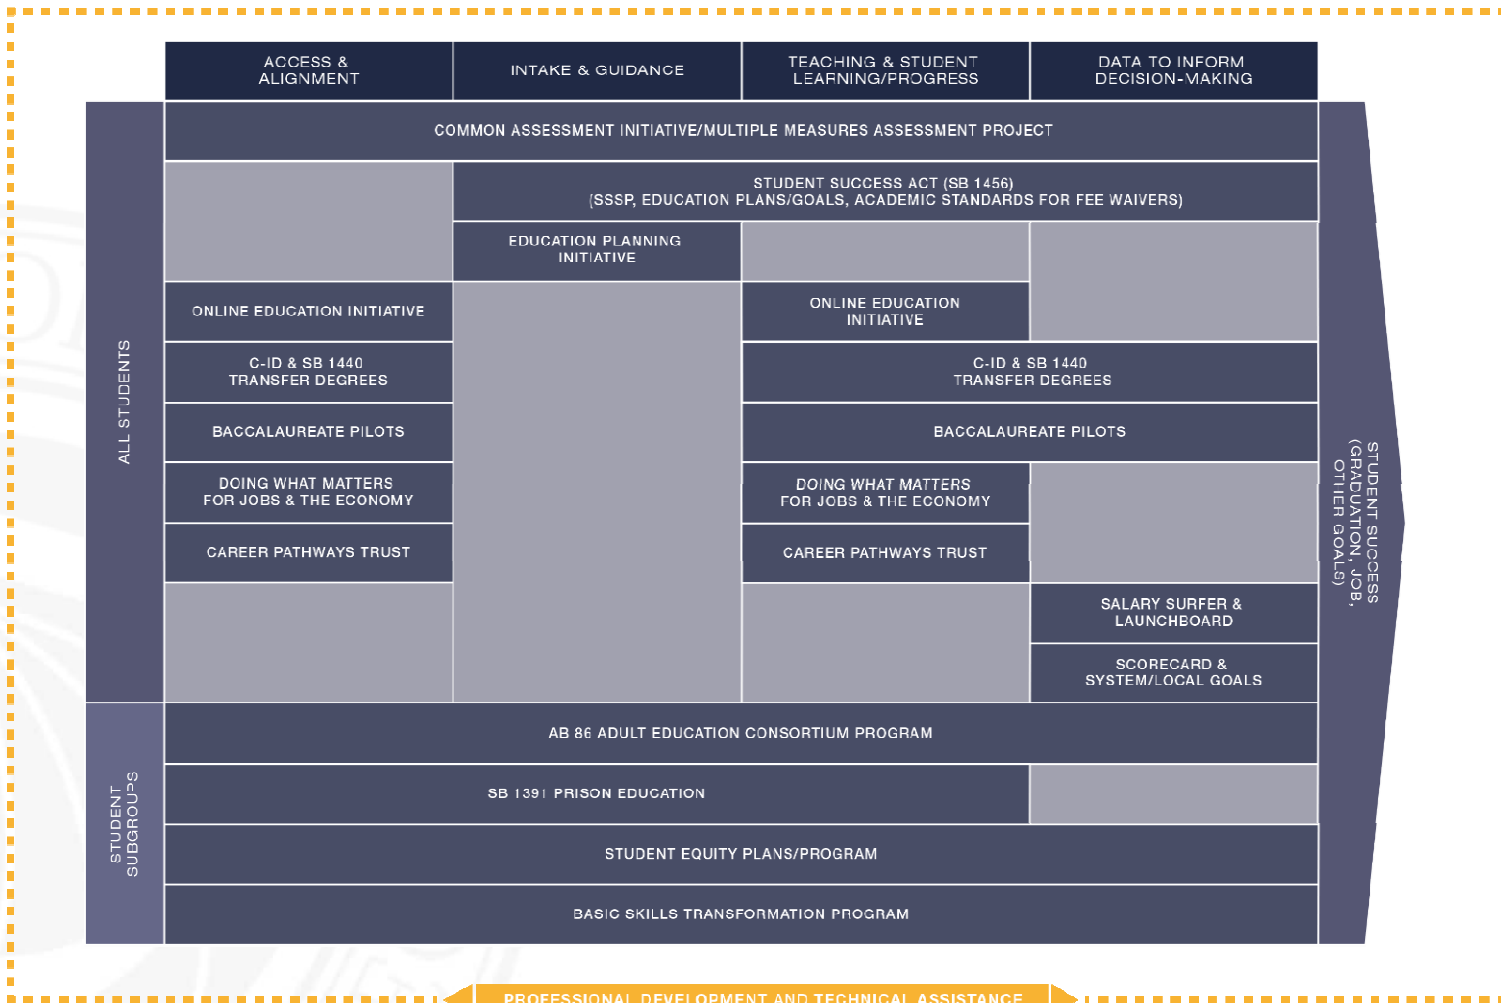 ACCESS &
ALIGNMENT
INTAKE & GUIDANCE
TEACHING & STUDENT
LEARNING/PROGRESS
DATA TO INFORM
DECISION-MAKING
ALL STUDENTS
COMMON ASSESSMENT INITIATIVE/MULTIPLE MEASURES ASSESSMENT PROJECT
STUDENT SUCCESS ACT (SB 1456)
(SSSP, EDUCATION PLANS/GOALS, ACADEMIC STANDARDS FOR FEE WAIVERS)
EDUCATION PLANNING
INITIATIVE
ONLINE EDUCATION INITIATIVE
ONLINE EDUCATION
INITIATIVE
C-ID & SB 1440
TRANSFER DEGREES
C-ID & SB 1440
TRANSFER DEGREES
BACCALAUREATE PILOTS
BACCALAUREATE PILOTS
DOING WHAT MATTERS
FOR JOBS & THE ECONOMY
DOING WHAT MATTERS
FOR JOBS & THE ECONOMY
CAREER PATHWAYS TRUST
CAREER PATHWAYS TRUST
SALARY SURFER &
LAUNCHBOARD
SCORECARD &
SYSTEM/LOCAL GOALS
STUDENT
SUBGROUPS
AB 86 ADULT EDUCATION CONSORTIUM PROGRAM
SB 1391 PRISON EDUCATION
STUDENT EQUITY PLANS/PROGRAM
BASIC SKILLS TRANSFORMATION PROGRAM
STUDENT SUCCESS
(GRADUATION, JOB,
OTHER GOALS)
PROFESSIONAL DEVELOPMENT AND TECHNICAL ASSISTANCE